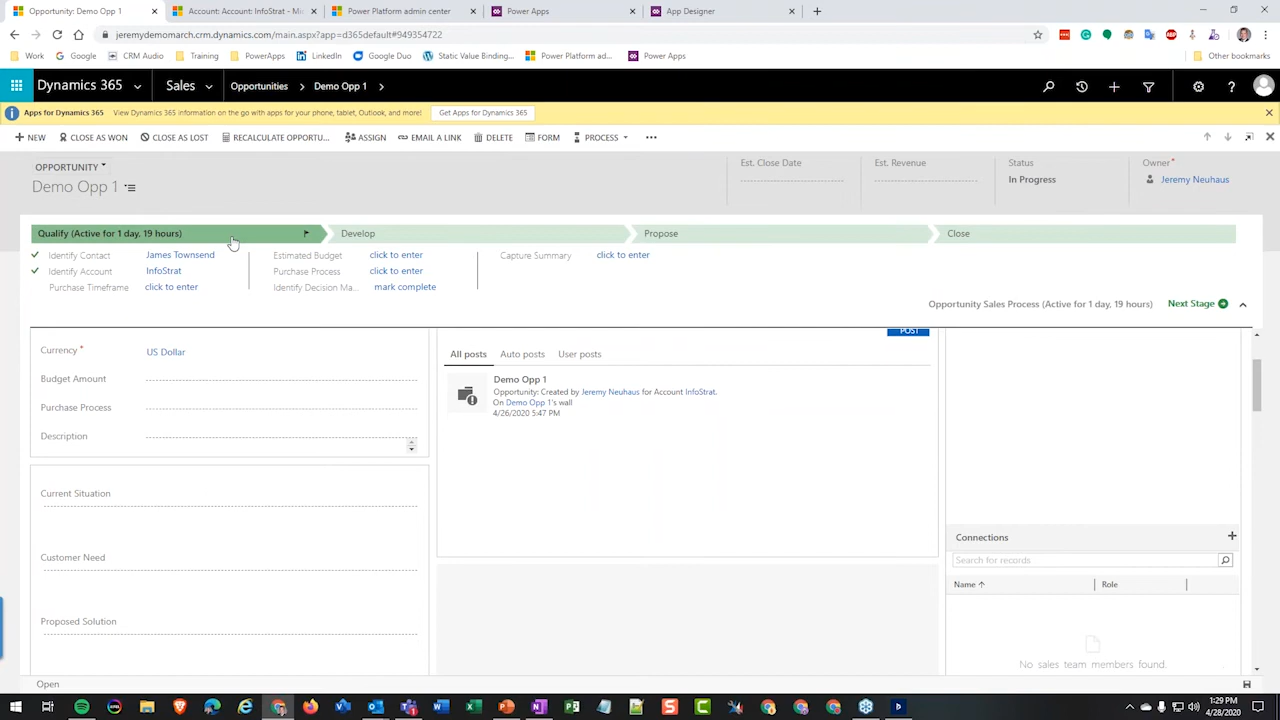 Opportunity: Demo Opp 1
Account: Account: InfoStrat - Mic
Power Platform admin center
Power Apps
App Designer
jeremydemomarch.crm.dynamics.com/main.aspx?app=d365default#949354722
Work
Google
CRM Audio
Training
PowerApps
LinkedIn
Google Duo
Static Value Binding...
Power Platform ad...
Power Apps
Other bookmarks
Dynamics 365
Sales
Opportunities
Demo Opp 1
Apps for Dynamics 365 View Dynamics 365 information on the go with apps for your phone, tablet, Outlook, and more! Get Apps for Dynamics 365
NEW
CLOSE AS WON
CLOSE AS LOST
RECALCULATE OPPORTU...
ASSIGN
EMAIL A LINK
DELETE
FORM
PROCESS
OPPORTUNITY
Demo Opp 1
Est. Close Date
Est. Revenue
Status
In Progress
Owner*
Jeremy Neuhaus
Qualify (Active for 1 day, 19 hours)
Develop
Propose
Close
Identify Contact James Townsend
Identify Account InfoStrat
Purchase Timeframe click to enter
Estimated Budget click to enter
Purchase Process click to enter
Identify Decision Ma... mark complete
Capture Summary click to enter
Opportunity Sales Process (Active for 1 day, 19 hours)
Next Stage
Currency* US Dollar
Budget Amount
Purchase Process
Description
Current Situation
Customer Need
Proposed Solution
POST
All posts
Auto posts
User posts
Demo Opp 1
Opportunity: Created by Jeremy Neuhaus for Account InfoStrat.
On Demo Opp 1's wall
4/26/2020 5:47 PM
Connections
Search for records
Name
Role
No sales team members found.
Open
1:29 PM
4/28/2020